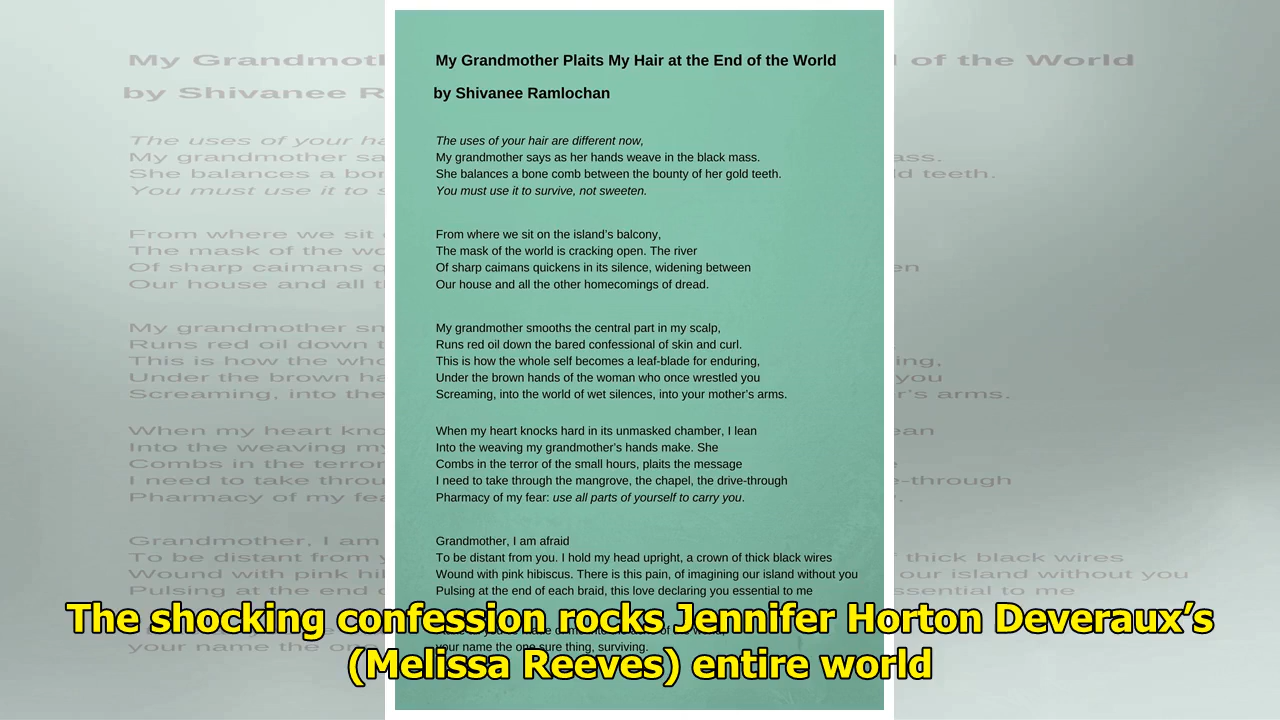 My Grandmother Plaits My Hair at the End of the World
by Shivanee Ramlochan
The uses of your hair are different now,
My grandmother says as her hands weave in the black mass.
She balances a bone comb between the bounty of her gold teeth.
You must use it to survive, not sweeten.
From where we sit on the island's balcony,
The mask of the world is cracking open. The river
Of sharp caimans quickens in its silence, widening between
Our house and all the other homecomings of dread.
My grandmother smooths the central part in my scalp,
Runs red oil down the bared confessional of skin and curl.
This is how the whole self becomes a leaf-blade for enduring,
Under the brown hands of the woman who once wrestled you
Screaming, into the world of wet silences, into your mother's arms.
When my heart knocks hard in its unmasked chamber, I lean
Into the weaving my grandmother's hands make. She
Combs in the terror of the small hours, plaits the message
I need to take through the mangrove, the chapel, the drive-through
Pharmacy of my fear: use all parts of yourself to carry you.
Grandmother, I am afraid
To be distant from you. I hold my head upright, a crown of thick black wires
Wound with pink hibiscus. There is this pain, of imagining our island without you
Pulsing at the end of each braid, this love declaring you essential to me
your name the one sure thing, surviving.
The shocking confession rocks Jennifer Horton Deveraux’s
(Melissa Reeves) entire world